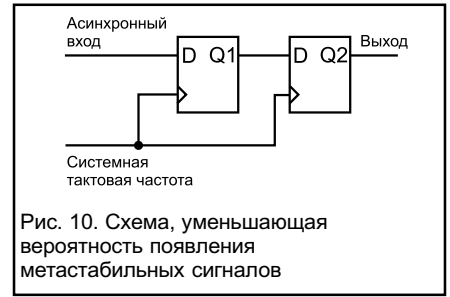 Асинхронный
вход
D Q1
D Q2
Выход
Системная
тактовая частота
Рис. 10. Схема, уменьшающая
вероятность появления
метастабильных сигналов